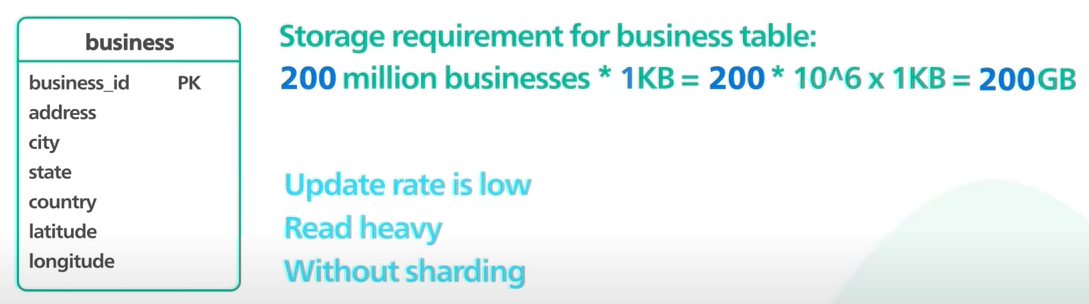 business
business_id PK
address
city
state
country
latitude
longitude
Storage requirement for business table:
200 million businesses * 1KB = 200 * 10^6 x 1KB = 200GB
Update rate is low
Read heavy
Without sharding